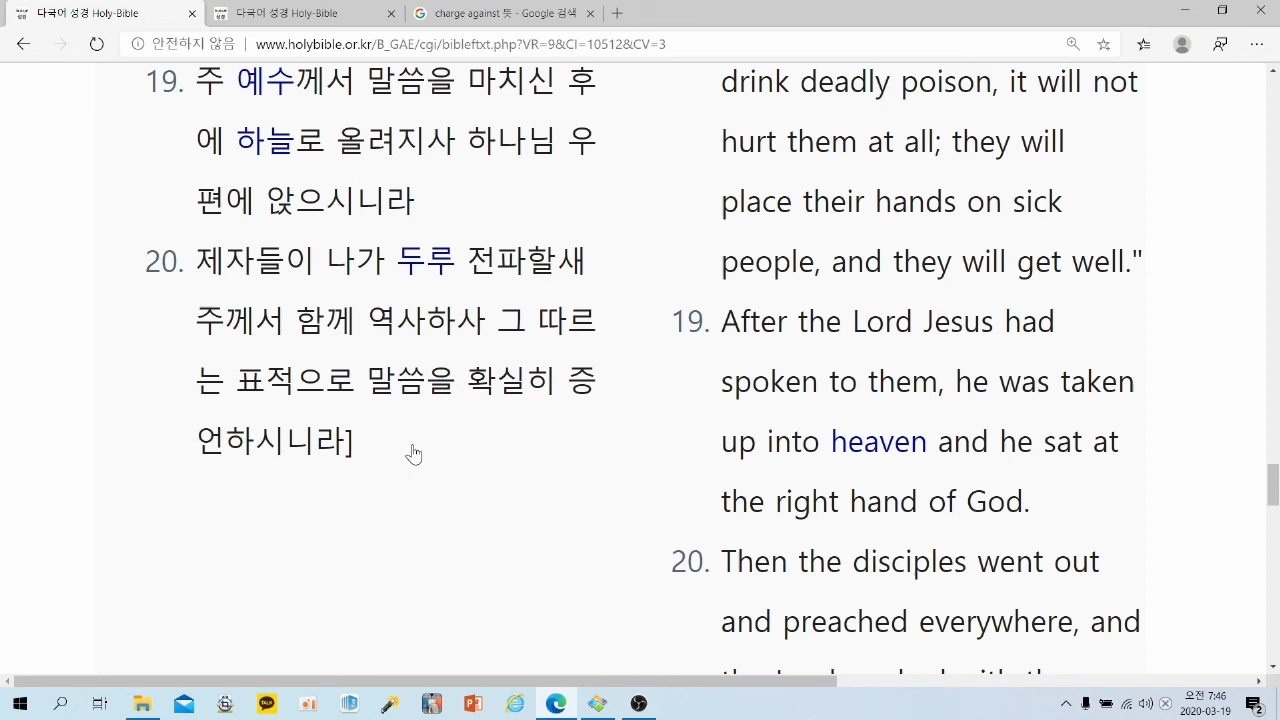 다국어 성경 Holy-Bible
다국어 성경 Holy-Bible
charge against 뜻 - Google 검색
안전하지 않음
www.holybible.or.kr/B_GAE/cgi/bibleftxt.php?VR=9&CI=10512&CV=3
19. 주 예수께서 말씀을 마치신 후
에 하늘로 올려지사 하나님 우
편에 앉으시니라
20. 제자들이 나가 두루 전파할새
주께서 함께 역사하사 그 따르
는 표적으로 말씀을 확실히 증
언하시니라]
drink deadly poison, it will not
hurt them at all; they will
place their hands on sick
people, and they will get well."
19. After the Lord Jesus had
spoken to them, he was taken
up into heaven and he sat at
the right hand of God.
20. Then the disciples went out
and preached everywhere, and
오전 7:46
2020-03-19